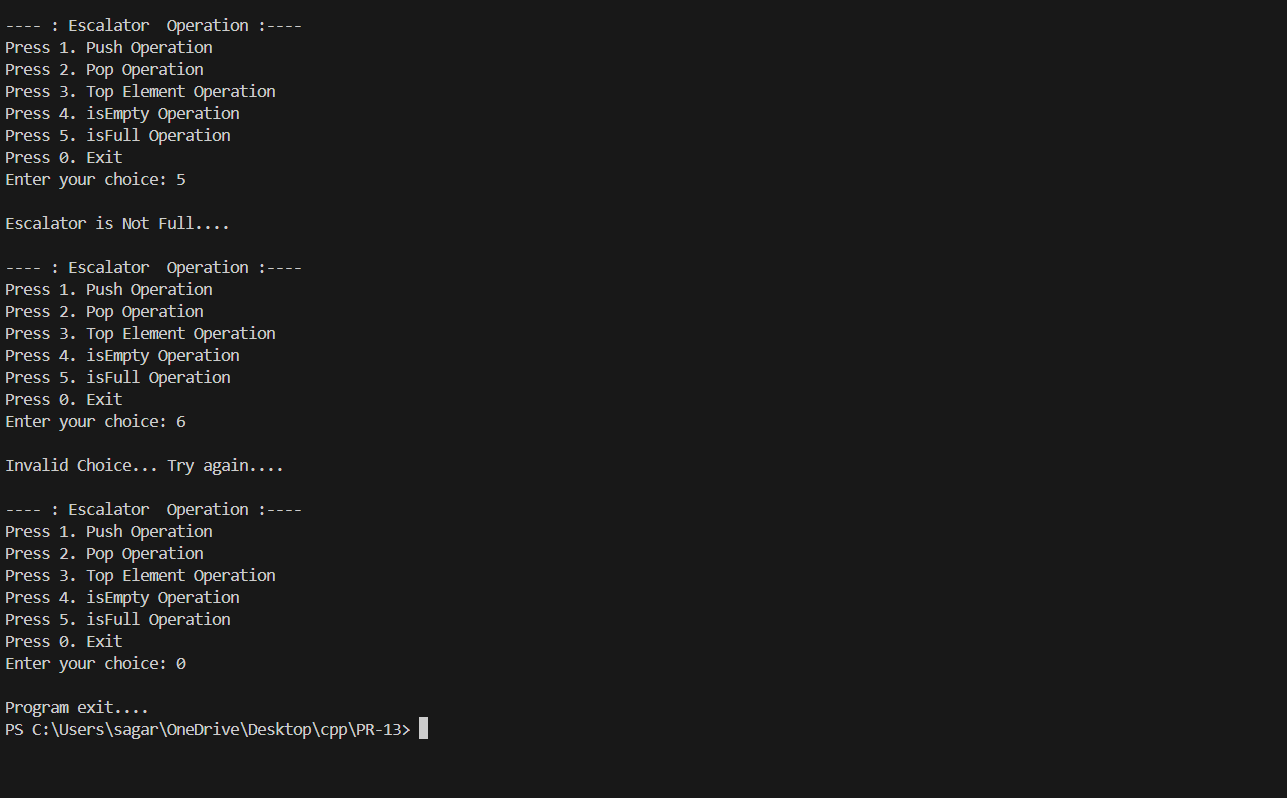 ---- : Escalator  Operation :----
Press 1. Push Operation
Press 2. Pop Operation
Press 3. Top Element Operation
Press 4. isEmpty Operation
Press 5. isFull Operation
Press 0. Exit
Enter your choice: 5
Escalator is Not Full....
---- : Escalator  Operation :----
Press 1. Push Operation
Press 2. Pop Operation
Press 3. Top Element Operation
Press 4. isEmpty Operation
Press 5. isFull Operation
Press 0. Exit
Enter your choice: 6
Invalid Choice... Try again....
---- : Escalator  Operation :----
Press 1. Push Operation
Press 2. Pop Operation
Press 3. Top Element Operation
Press 4. isEmpty Operation
Press 5. isFull Operation
Press 0. Exit
Enter your choice: 0
Program exit....
PS C:\Users\sagar\OneDrive\Desktop\cpp\PR-13>